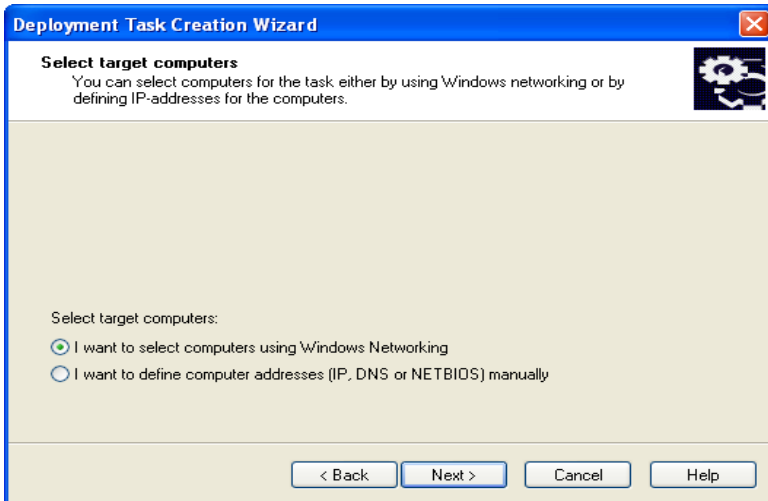 Deployment Task Creation Wizard
Select target computers
You can select computers for the task either by using Windows networking or by
defining IP-addresses for the computers.
Select target computers:
I want to select computers using Windows Networking
I want to define computer addresses (IP, DNS or NETBIOS) manually
< Back Next > Cancel Help